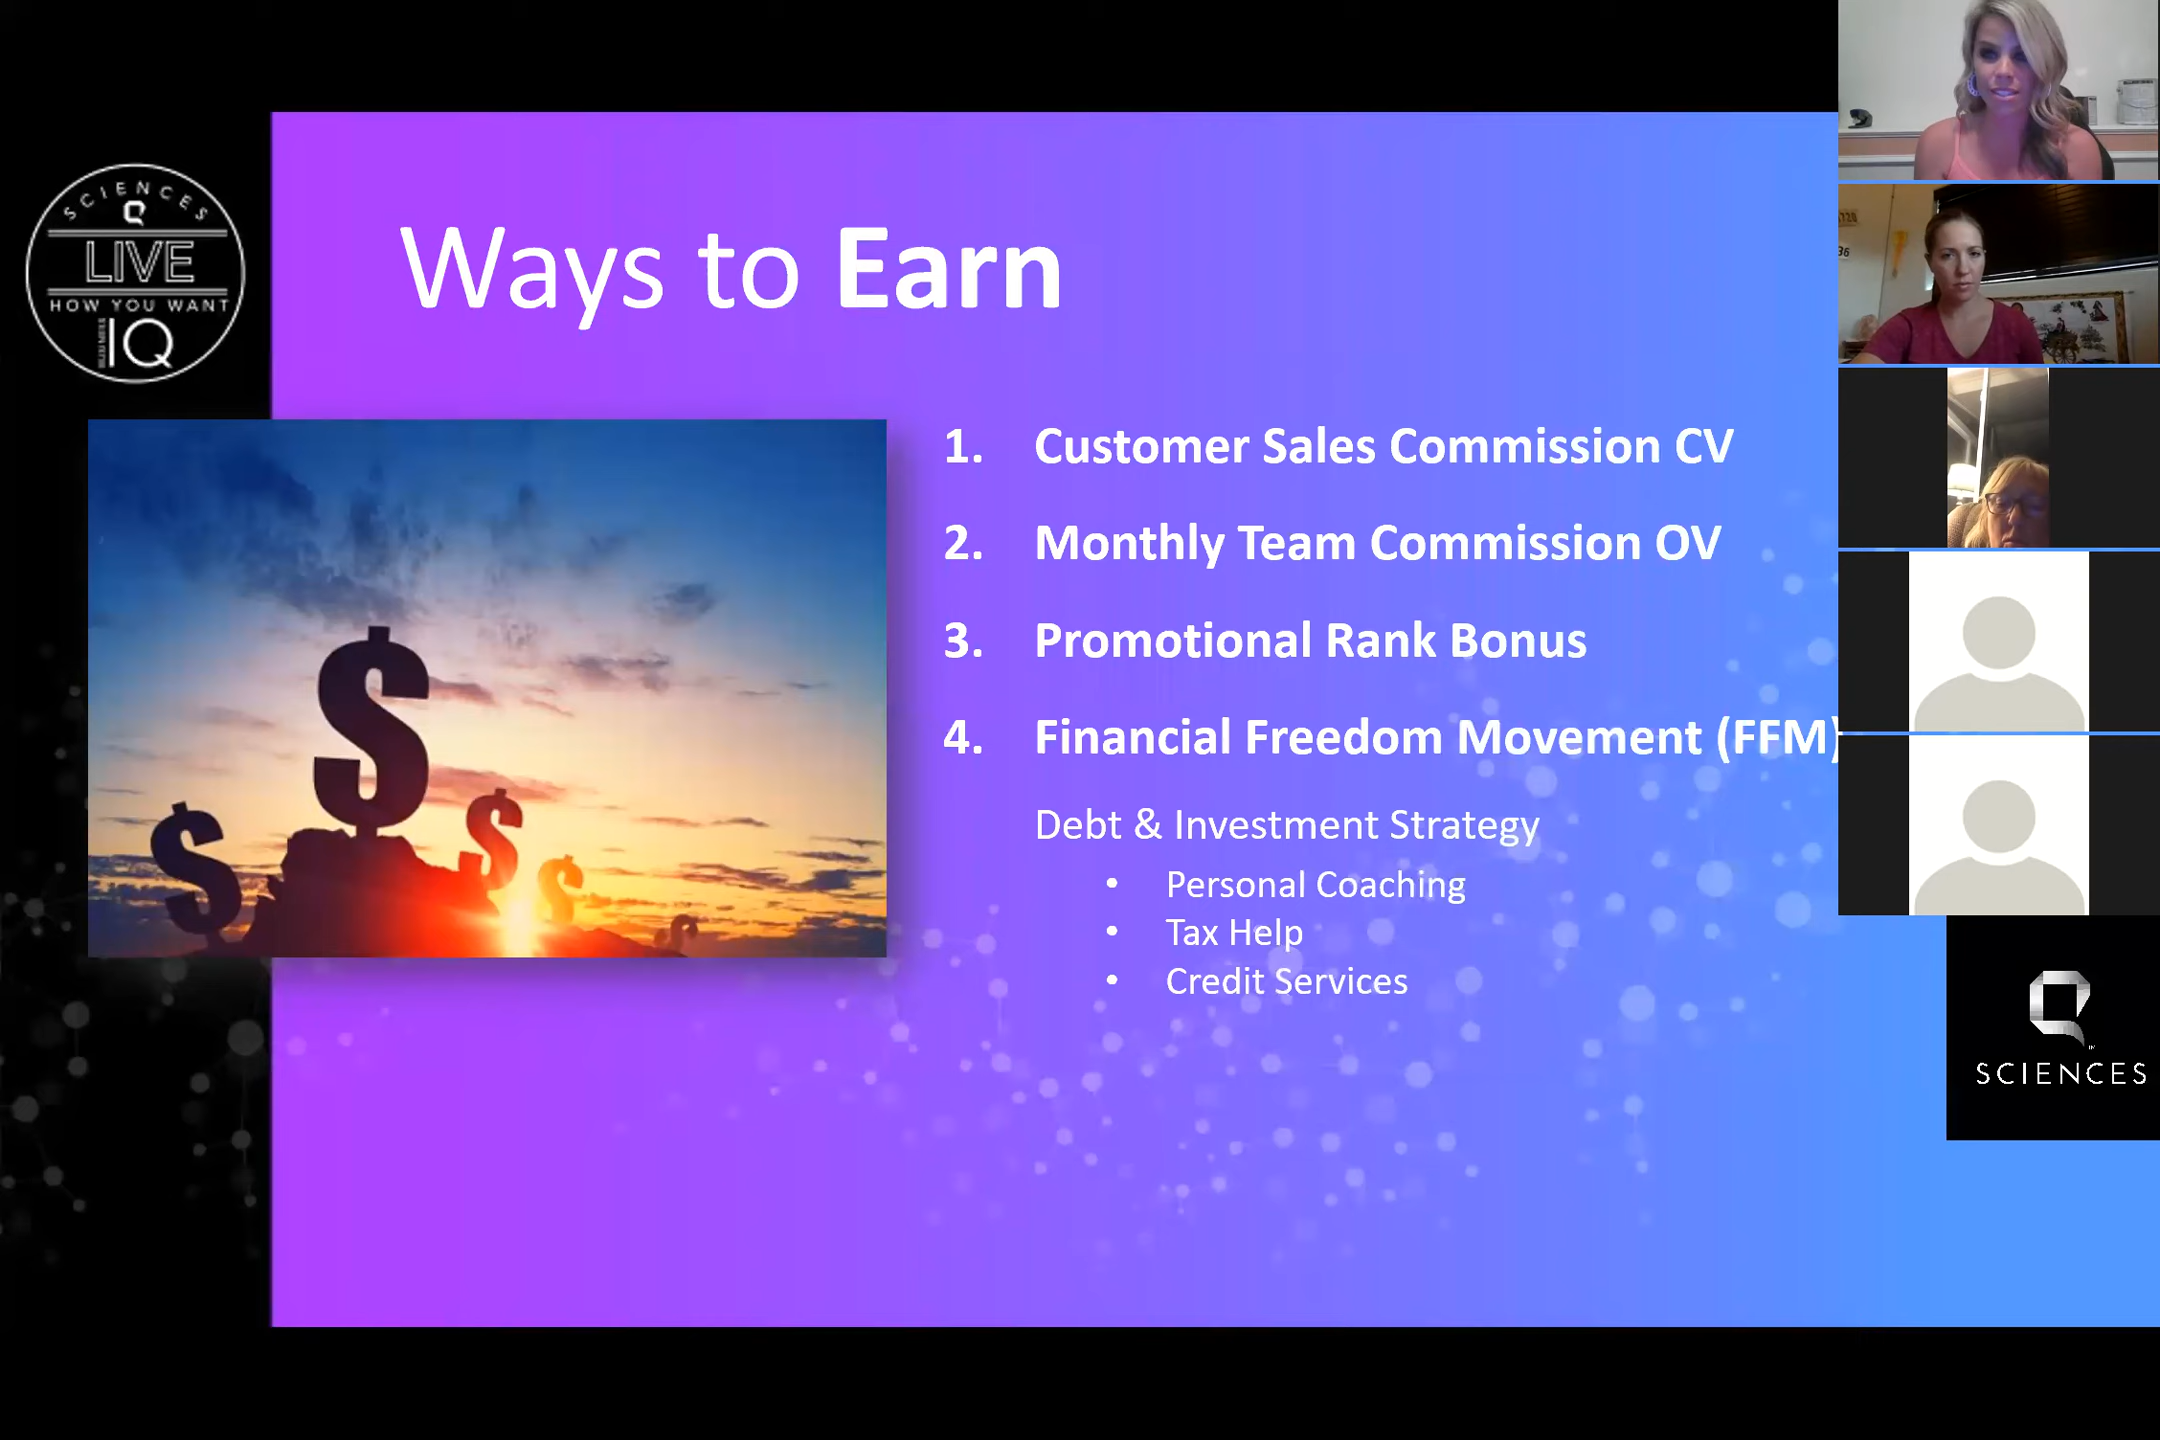 SCIENCES
LIVE
HOW YOU WANT
IQ
Ways to Earn
1. Customer Sales Commission CV
2. Monthly Team Commission OV
3. Promotional Rank Bonus
4. Financial Freedom Movement (FFM)
Debt & Investment Strategy
• Personal Coaching
• Tax Help
• Credit Services
SCIENCES